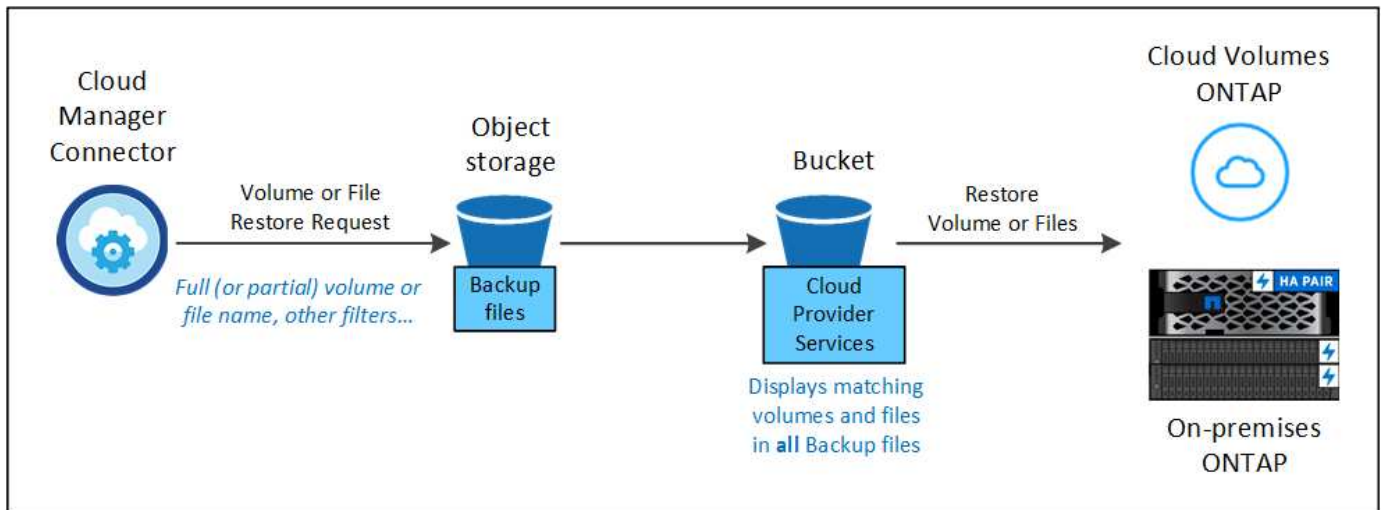 Cloud
Manager
Connector
Volume or File
Restore Request
Full (or partial) volume or
file name, other filters...
Object
storage
Backup
files
Bucket
Cloud
Provider
Services
Displays matching
volumes and files
in all Backup files
Restore
Volume or Files
Cloud Volumes
ONTAP
HA PAIR
On-premises
ONTAP